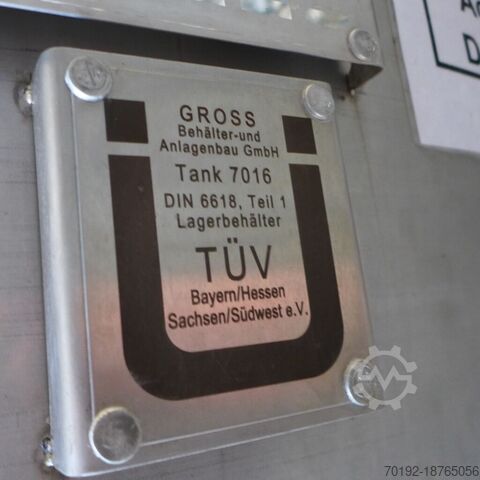 GROSS
Behälter-und
Anlagenbau GmbH
Tank 7016
DIN 6618, Teil 1
Lagerbehälter
TÜV
Bayern/Hessen
Sachsen/Südwest e.V.
70192-18765056